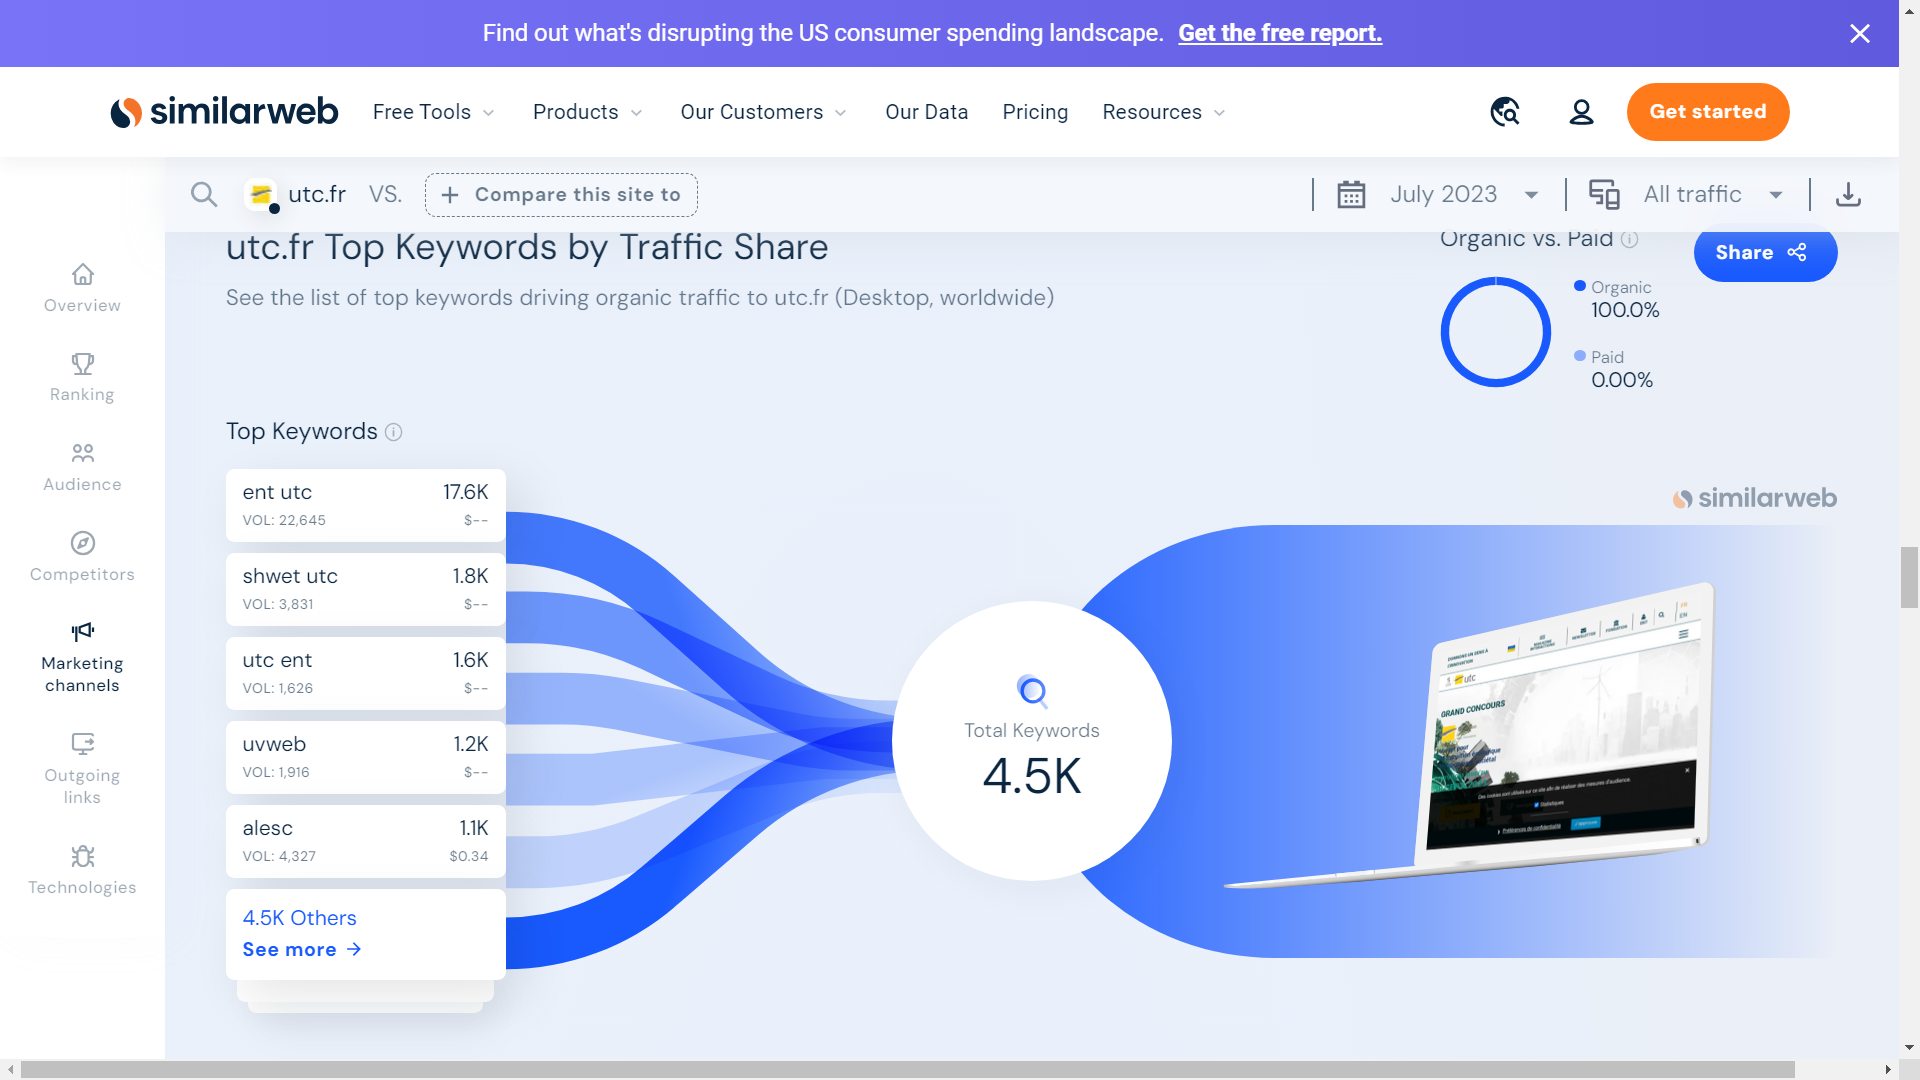 Find out what's disrupting the US consumer spending landscape. Get the free report.
similarweb Free Tools Products Our Customers Our Data Pricing Resources Get started
utc.fr VS. Compare this site to July 2023 All traffic
utc.fr Top Keywords by Traffic Share
See the list of top keywords driving organic traffic to utc.fr (Desktop, worldwide)
Organic vs. Paid
Share
Organic
100.0%
Paid
0.00%
Overview
Ranking
Audience
Competitors
Marketing
channels
Outgoing
links
Technologies
Top Keywords
ent utc 17.6K
VOL: 22,645 $--
shwet utc 1.8K
VOL: 3,831 $--
utc ent 1.6K
VOL: 1,626 $--
uvweb 1.2K
VOL: 1,916 $--
alesc 1.1K
VOL: 4,327 $0.34
4.5K Others
See more
Total Keywords
4.5K
similarweb
utc
GRAND CONCOURS